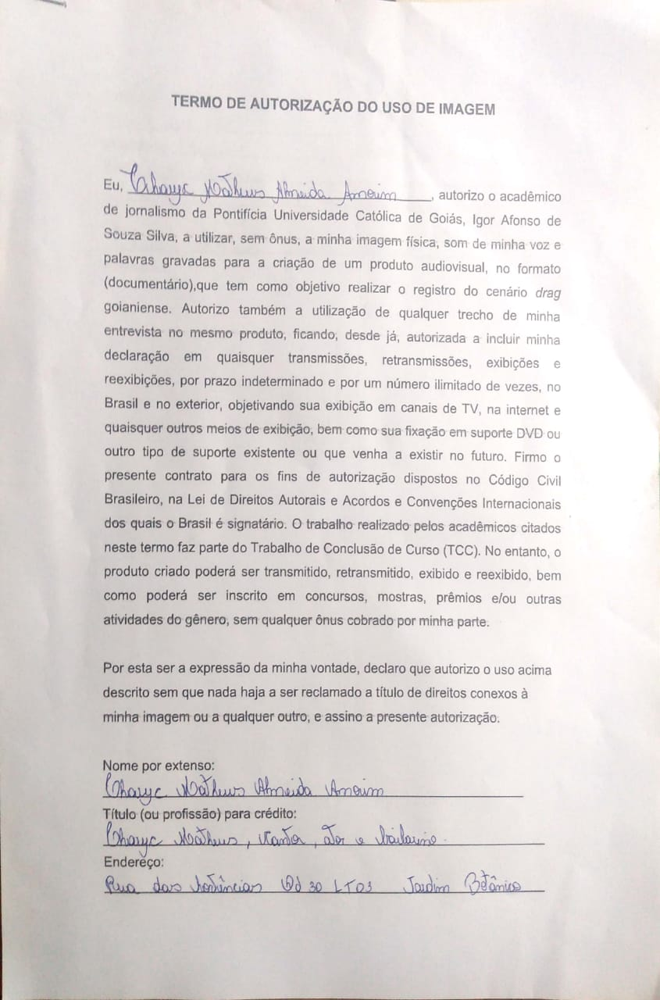 TERMO DE AUTORIZAÇÃO DO USO DE IMAGEM
Eu, Tharyc Matheus Almeida Amorim, autorizo o acadêmico
de jornalismo da Pontifícia Universidade Católica de Goiás, Igor Afonso de
Souza Silva, a utilizar, sem ônus, a minha imagem física, som de minha voz e
palavras gravadas para a criação de um produto audiovisual, no formato
(documentário),que tem como objetivo realizar o registro do cenário drag
goianiense. Autorizo também a utilização de qualquer trecho de minha
entrevista no mesmo produto, ficando, desde já, autorizada a incluir minha
declaração em quaisquer transmissões, retransmissões, exibições e
reexibições, por prazo indeterminado e por um número ilimitado de vezes, no
Brasil e no exterior, objetivando sua exibição em canais de TV, na internet e
quaisquer outros meios de exibição, bem como sua fixação em suporte DVD ou
outro tipo de suporte existente ou que venha a existir no futuro. Firmo o
presente contrato para os fins de autorização dispostos no Código Civil
Brasileiro, na Lei de Direitos Autorais e Acordos e Convenções Internacionais
dos quais o Brasil é signatário. O trabalho realizado pelos acadêmicos citados
neste termo faz parte do Trabalho de Conclusão de Curso (TCC). No entanto, o
produto criado poderá ser transmitido, retransmitido, exibido e reexibido, bem
como poderá ser inscrito em concursos, mostras, prêmios e/ou outras
atividades do gênero, sem qualquer ônus cobrado por minha parte.
Por esta ser a expressão da minha vontade, declaro que autorizo o uso acima
descrito sem que nada haja a ser reclamado a título de direitos conexos à
minha imagem ou a qualquer outro, e assino a presente autorização.
Nome por extenso:
Matheus Almeida Amorim
Título (ou profissão) para crédito:
Matheus, Cantor, Ator e bailarino.
Endereço:
Rua das Hortências Qd 30 LT 03 Jardim Botânico